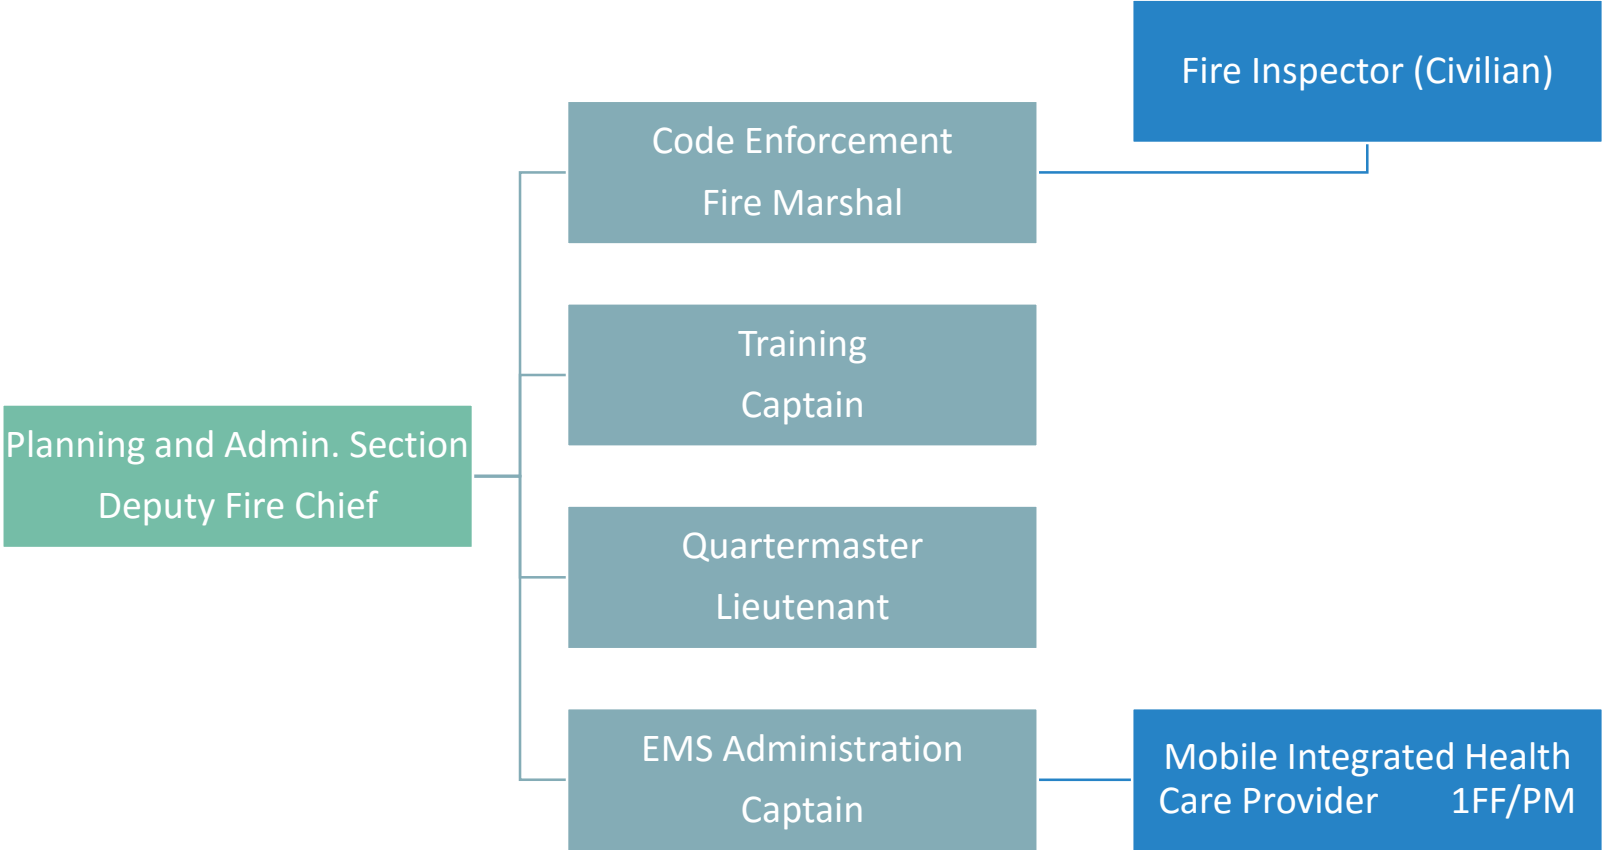 Fire Inspector (Civilian)
Code Enforcement
Fire Marshal
Training
Captain
Planning and Admin. Section
Deputy Fire Chief
Quartermaster
Lieutenant
EMS Administration
Captain
Mobile Integrated Health
Care Provider 1FF/PM